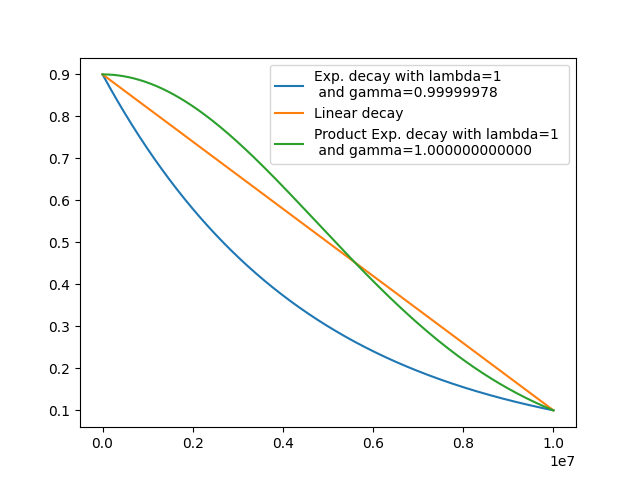 0.9
0.8
0.7
0.6
0.5
0.4
0.3
0.2
0.1
Exp. decay with lambda=1
and gamma=0.99999978
Linear decay
Product Exp. decay with lambda=1
and gamma=1.000000000000
0.0 0.2 0.4 0.6 0.8 1.0
1e7